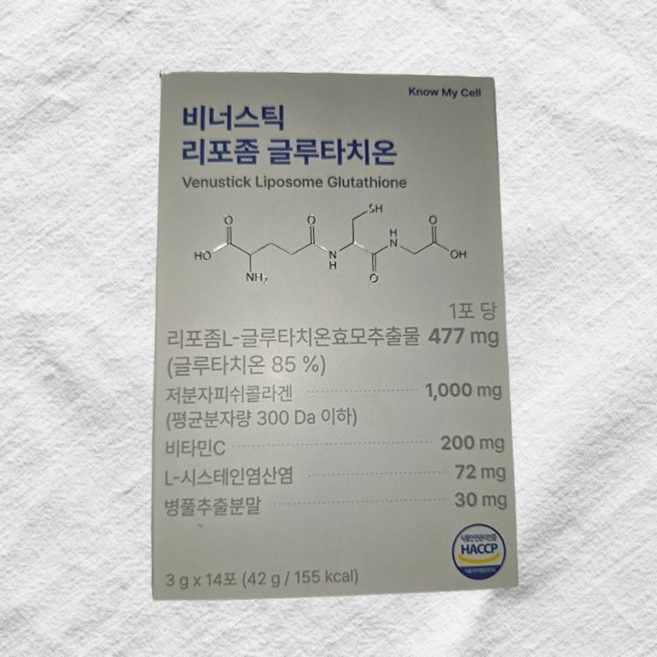 Know My Cell
비너스틱
리포좀 글루타치온
Venustick Liposome Glutathione
SH
O
O
H
N
O
HO
N
H
OH
NH₂
O
1포 당
리포좀L-글루타치온효모추출물 477 mg
(글루타치온 85 %)
저분자피쉬콜라겐 1,000 mg
(평균분자량 300 Da 이하)
비타민C 200 mg
L-시스테인염산염 72 mg
병풀추출분말 30 mg
HACCP
3 g x 14포 (42 g / 155 kcal)